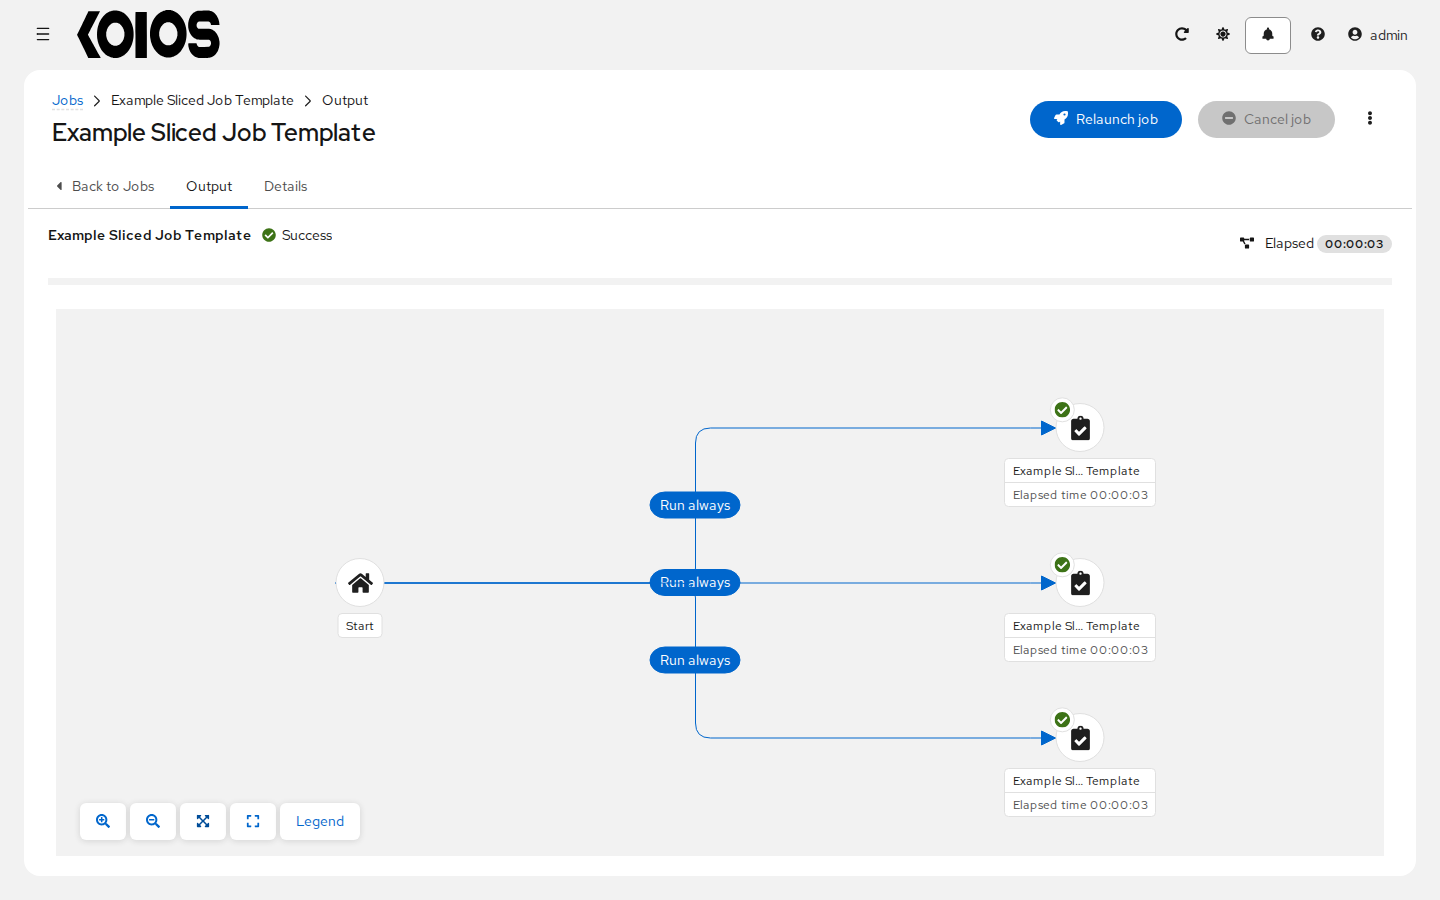 KOIOS
admin
Jobs
Example Sliced Job Template
Output
Example Sliced Job Template
Relaunch job
Cancel job
Back to Jobs
Output
Details
Example Sliced Job Template
Success
Elapsed 00:00:03
Run always
Run always
Run always
Start
Example Sl... Template
Elapsed time 00:00:03
Example Sl... Template
Elapsed time 00:00:03
Example Sl... Template
Elapsed time 00:00:03
Legend